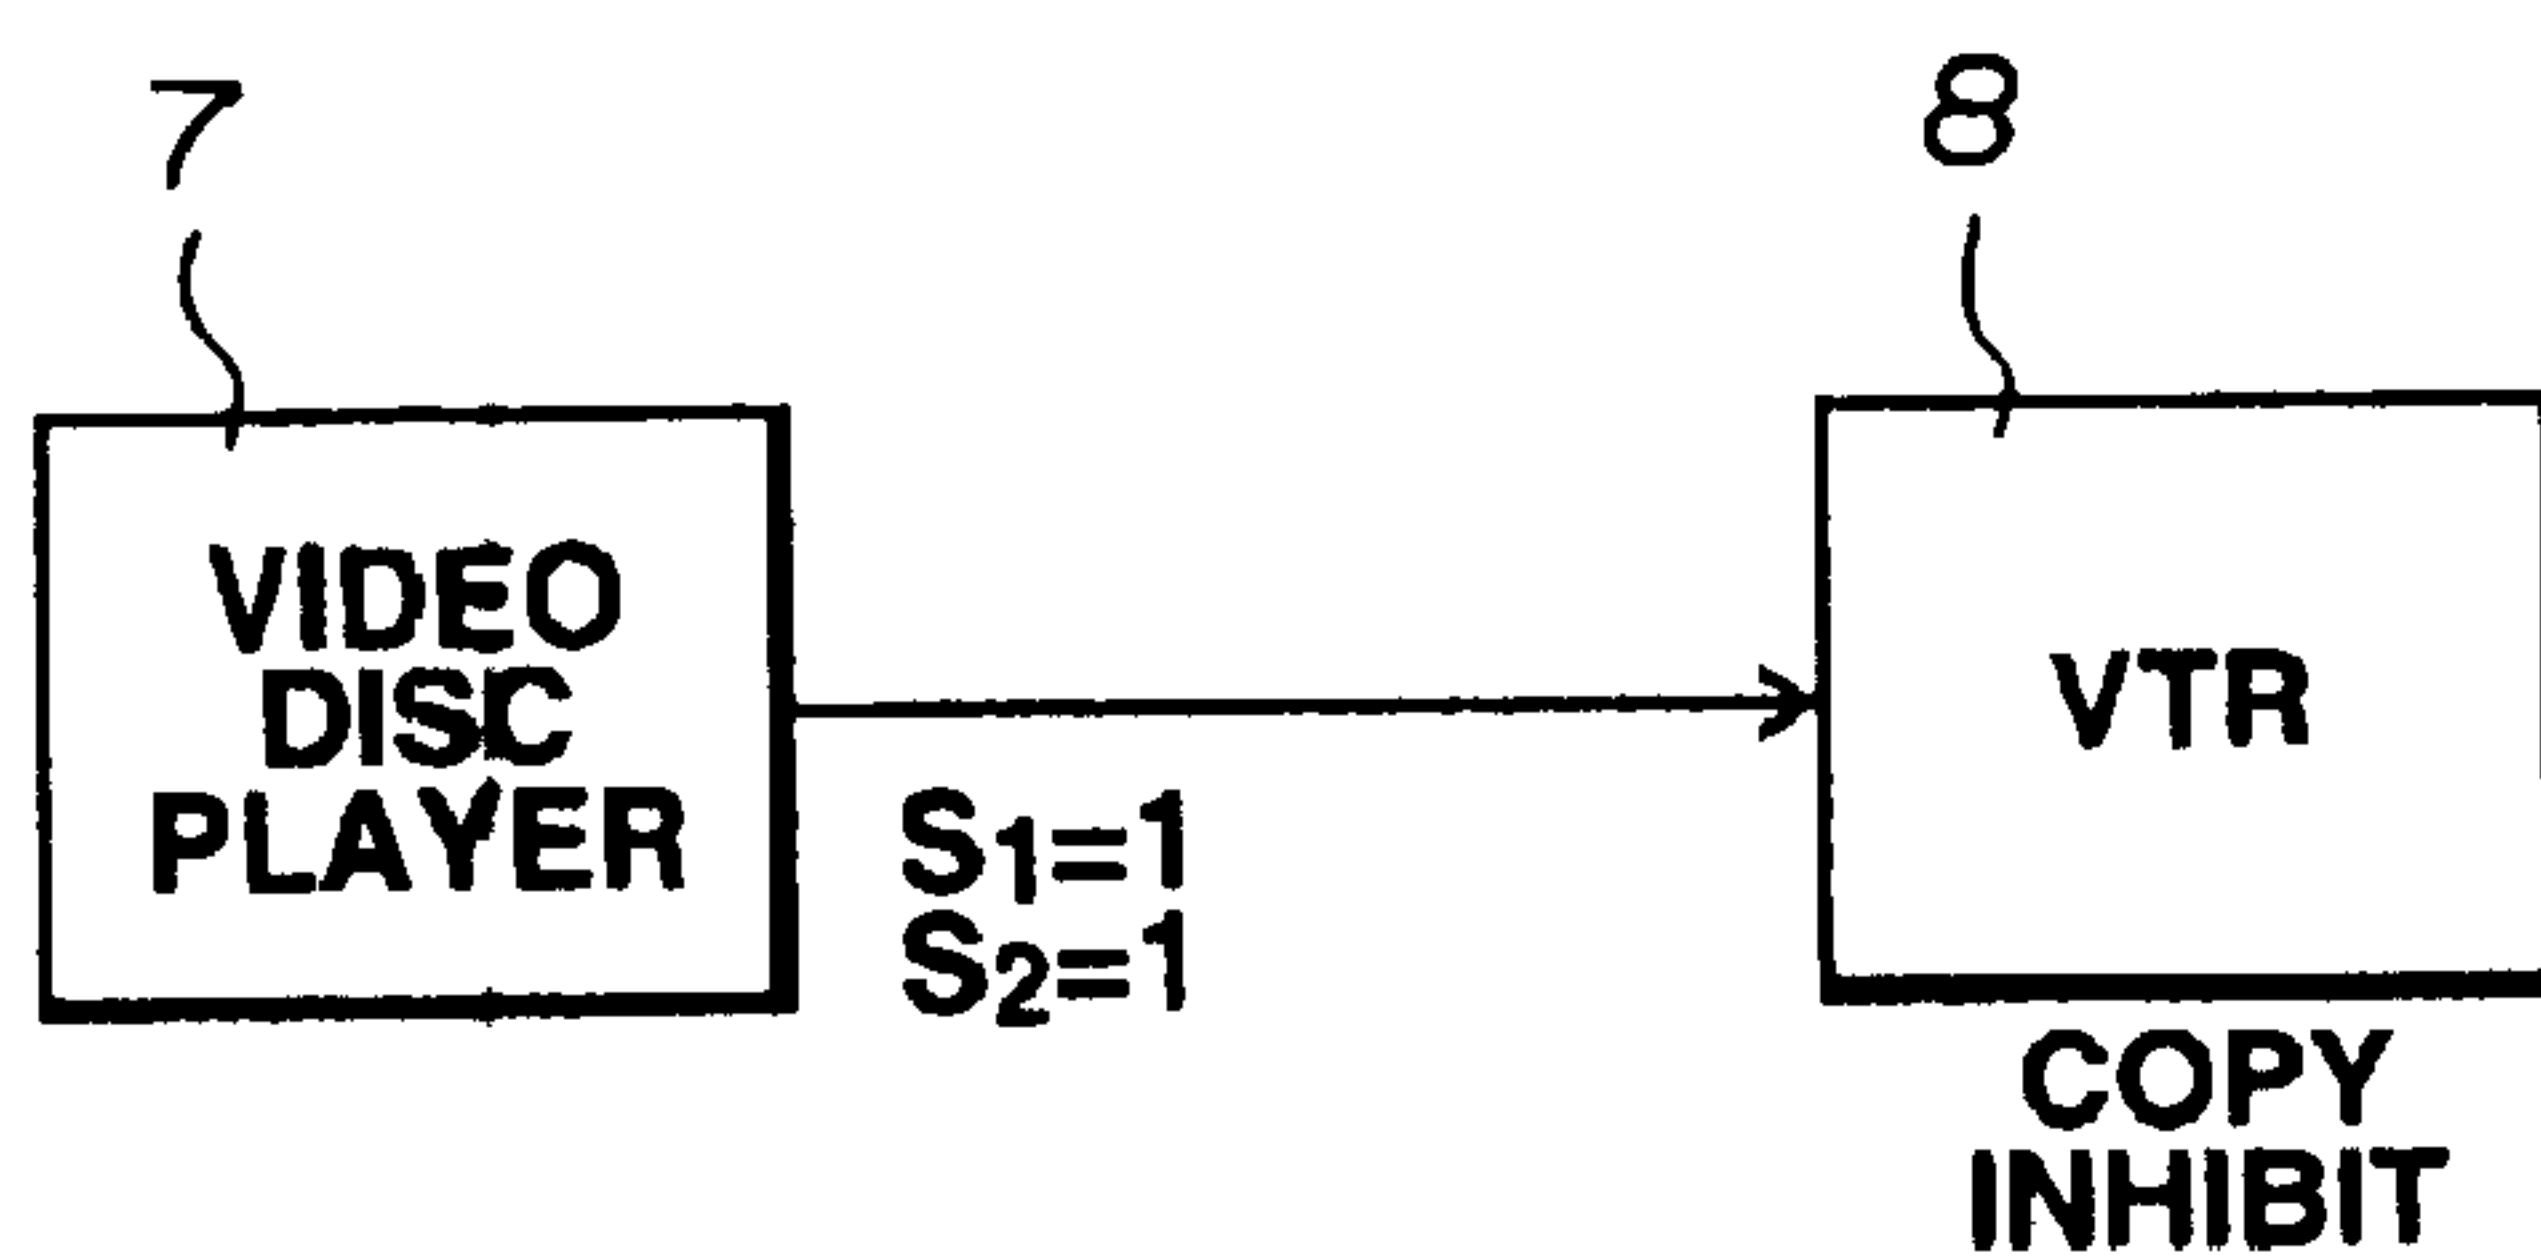 7
8
VIDEO
DISC
PLAYER
S1=1
S2=1
VTR
COPY
INHIBIT